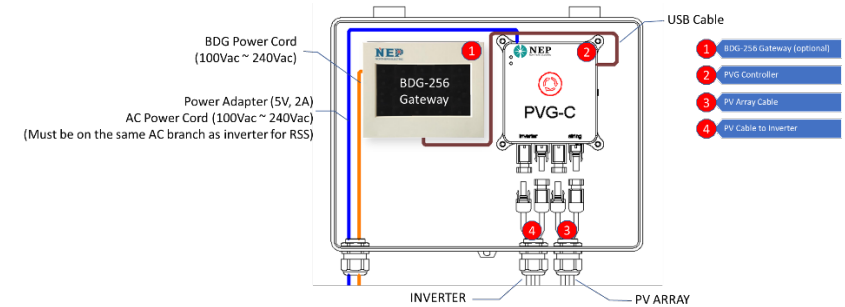 USB Cable
BDG Power Cord
(100Vac ~ 240Vac)
Power Adapter (5V, 2A)
AC Power Cord (100Vac ~ 240Vac)
(Must be on the same AC branch as inverter for RSS)
NEP
1
BDG-256
Gateway
NEP
2
PVG-C
inverter
string
4
3
INVERTER
PV ARRAY
1 BDG-256 Gateway (optional)
2 PVG Controller
3 PV Array Cable
4 PV Cable to Inverter